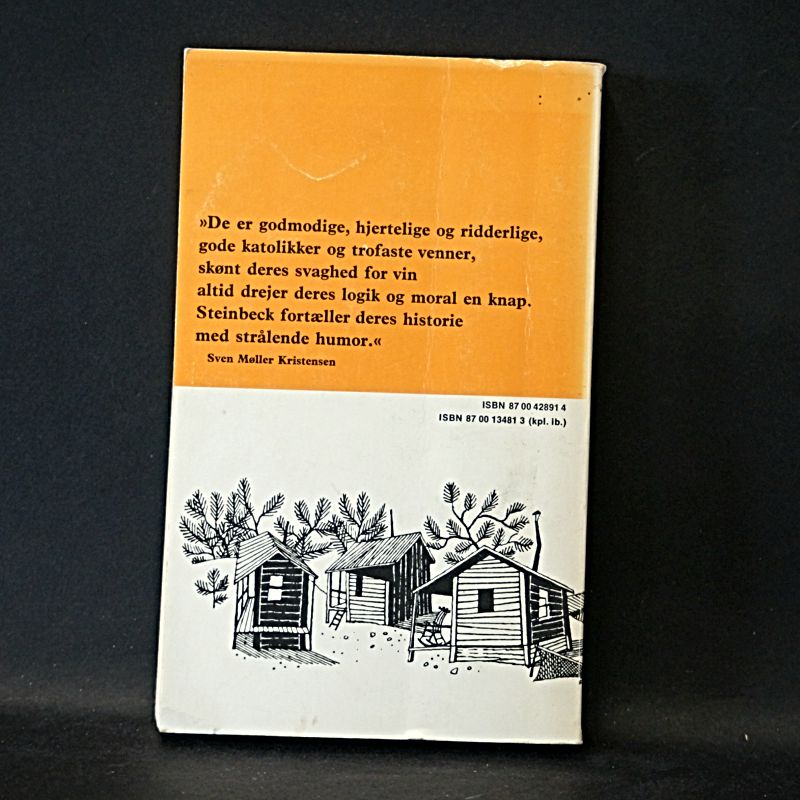 »De er godmodige, hjertelige og ridderlige,
gode katolikker og trofaste venner,
skønt deres svaghed for vin
altid drejer deres logik og moral en knap.
Steinbeck fortæller deres historie
med strålende humor.«
Sven Møller Kristensen
ISBN 87 00 42891 4
ISBN 87 00 13481 3 (kpl. ib.)